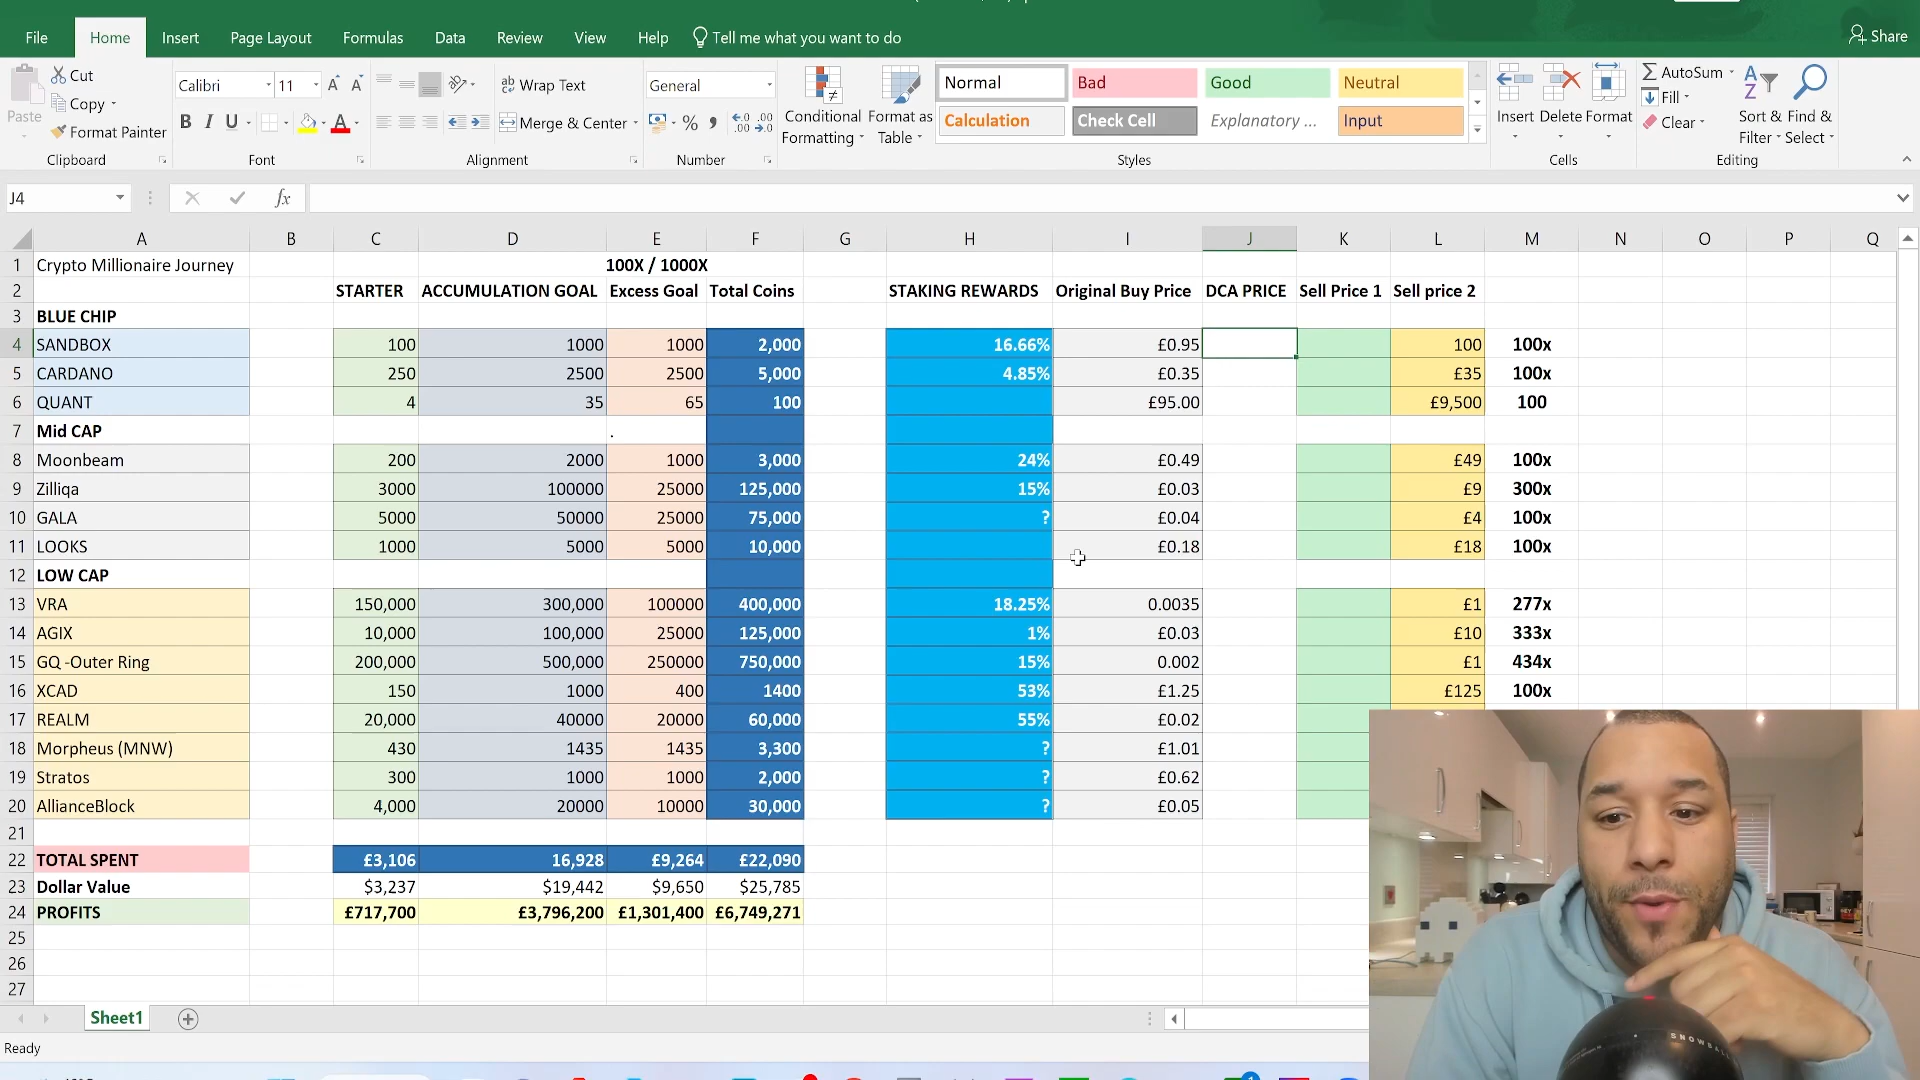 File Home Insert Page Layout Formulas Data Review View Help Tell me what you want to do Share
Cut Calibri 11 Wrap Text General Normal Bad Good Neutral AutoSum
Paste Copy Format Painter B I U Merge & Center % Conditional Formatting Format as Table Calculation Check Cell Explanatory ... Input Insert Delete Format Fill Clear Sort & Filter Find & Select
Clipboard Font Alignment Number Styles Cells Editing
J4 fx
A B C D E F G H I J K L M N O P Q
1 Crypto Millionaire Journey 100X / 1000X
2 STARTER ACCUMULATION GOAL Excess Goal Total Coins STAKING REWARDS Original Buy Price DCA PRICE Sell Price 1 Sell price 2
3 BLUE CHIP
4 SANDBOX 100 1000 1000 2,000 16.66% £0.95 100 100x
5 CARDANO 250 2500 2500 5,000 4.85% £0.35 £35 100x
6 QUANT 4 35 65 100 £95.00 £9,500 100
7 Mid CAP .
8 Moonbeam 200 2000 1000 3,000 24% £0.49 £49 100x
9 Zilliqa 3000 100000 25000 125,000 15% £0.03 £9 300x
10 GALA 5000 50000 25000 75,000 ? £0.04 £4 100x
11 LOOKS 1000 5000 5000 10,000 £0.18 £18 100x
12 LOW CAP
13 VRA 150,000 300,000 100000 400,000 18.25% 0.0035 £1 277x
14 AGIX 10,000 100,000 25000 125,000 1% £0.03 £10 333x
15 GQ -Outer Ring 200,000 500,000 250000 750,000 15% 0.002 £1 434x
16 XCAD 150 1000 400 1400 53% £1.25 £125 100x
17 REALM 20,000 40000 20000 60,000 55% £0.02
18 Morpheus (MNW) 430 1435 1435 3,300 ? £1.01
19 Stratos 300 1000 1000 2,000 ? £0.62
20 AllianceBlock 4,000 20000 10000 30,000 ? £0.05
21
22 TOTAL SPENT £3,106 16,928 £9,264 £22,090
23 Dollar Value $3,237 $19,442 $9,650 $25,785
24 PROFITS £717,700 £3,796,200 £1,301,400 £6,749,271
25
26
27
Sheet1
Ready